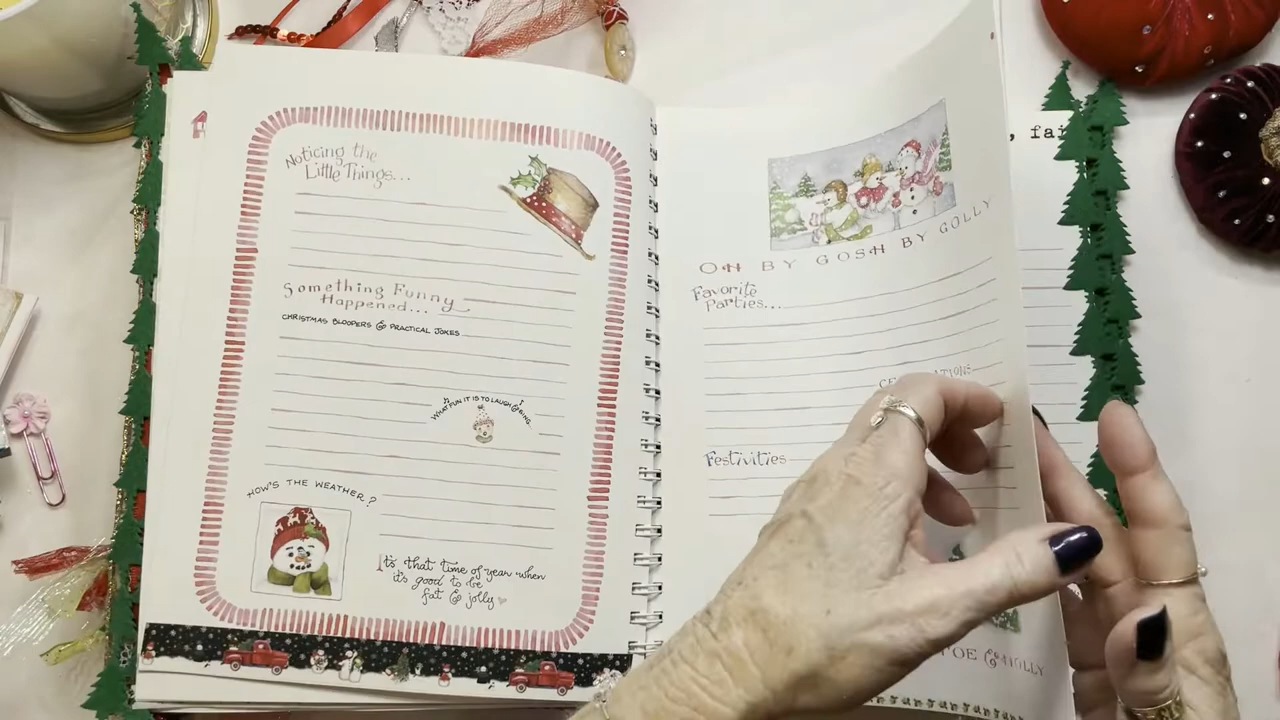 Noticing the
Little Things...
Something Funny
Happened...
CHRISTMAS BLOOPERS & PRACTICAL JOKES
WHAT FUN IT IS TO LAUGH & SING...
HOW'S THE WEATHER?
It's that time of year when
it's good to be
fat & jolly
OH BY GOSH BY GOLLY
Favorite
Parties...
Festivities